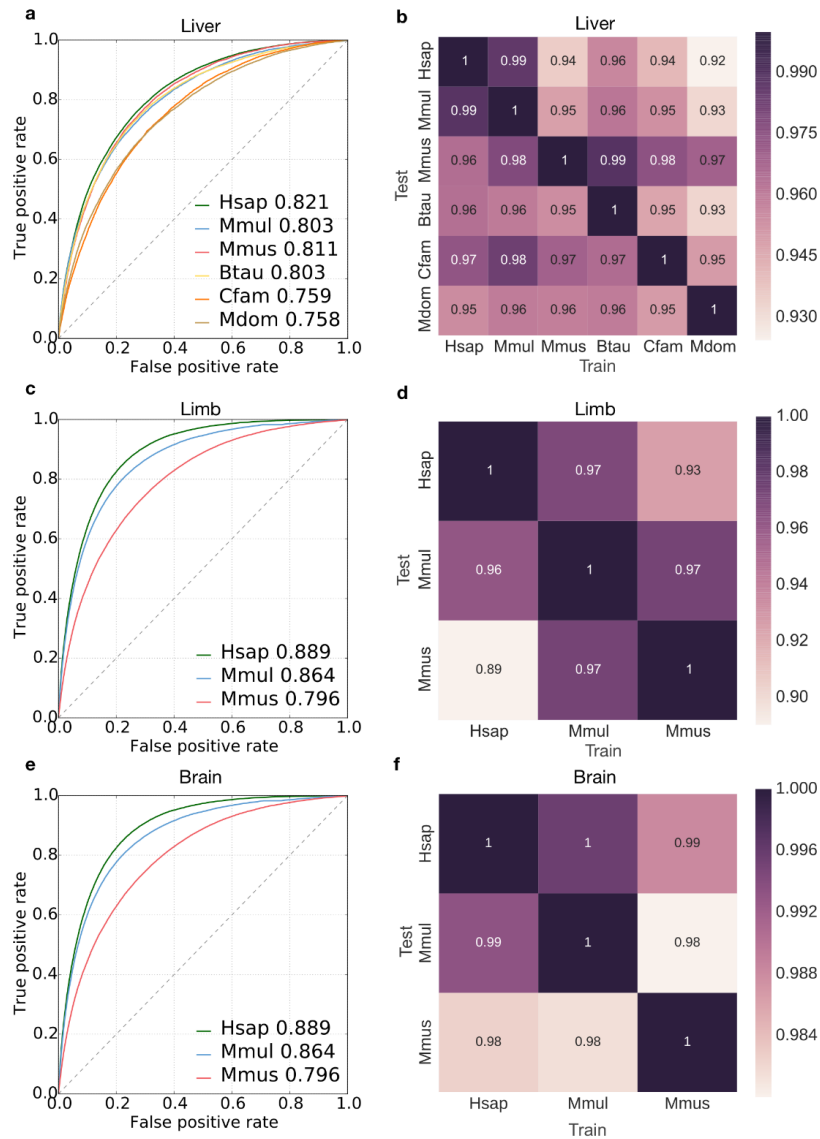 a
Liver
True positive rate
1.0
0.8
0.6
0.4
0.2
0.0
Hsap 0.821
Mmul 0.803
Mmus 0.811
Btau 0.803
Cfam 0.759
Mdom 0.758
0.0 0.2 0.4 0.6 0.8 1.0
False positive rate
b
Liver
Test
Hsap 1 0.99 0.94 0.96 0.94 0.92
Mmul 0.99 1 0.95 0.96 0.95 0.93
Mmus 0.96 0.98 1 0.99 0.98 0.97
Btau 0.96 0.96 0.95 1 0.95 0.93
Cfam 0.97 0.98 0.97 0.97 1 0.95
Mdom 0.95 0.96 0.96 0.96 0.95 1
Hsap Mmul Mmus Btau Cfam Mdom
Train
0.990
0.975
0.960
0.945
0.930
c
Limb
True positive rate
1.0
0.8
0.6
0.4
0.2
0.0
Hsap 0.889
Mmul 0.864
Mmus 0.796
0.0 0.2 0.4 0.6 0.8 1.0
False positive rate
d
Limb
Test
Hsap 1 0.97 0.93
Mmul 0.96 1 0.97
Mmus 0.89 0.97 1
Hsap Mmul Mmus
Train
1.00
0.98
0.96
0.94
0.92
0.90
e
Brain
True positive rate
1.0
0.8
0.6
0.4
0.2
0.0
Hsap 0.889
Mmul 0.864
Mmus 0.796
0.0 0.2 0.4 0.6 0.8 1.0
False positive rate
f
Brain
Test
Hsap 1 1 0.99
Mmul 0.99 1 0.98
Mmus 0.98 0.98 1
Hsap Mmul Mmus
Train
1.000
0.996
0.992
0.988
0.984